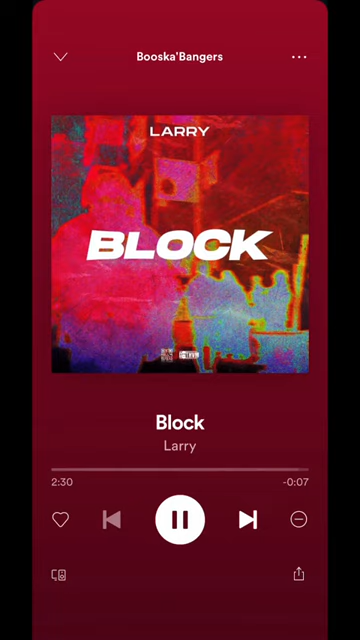 Booska'Bangers
LARRY
BLOCK
Block
Larry
2:30
-0:07